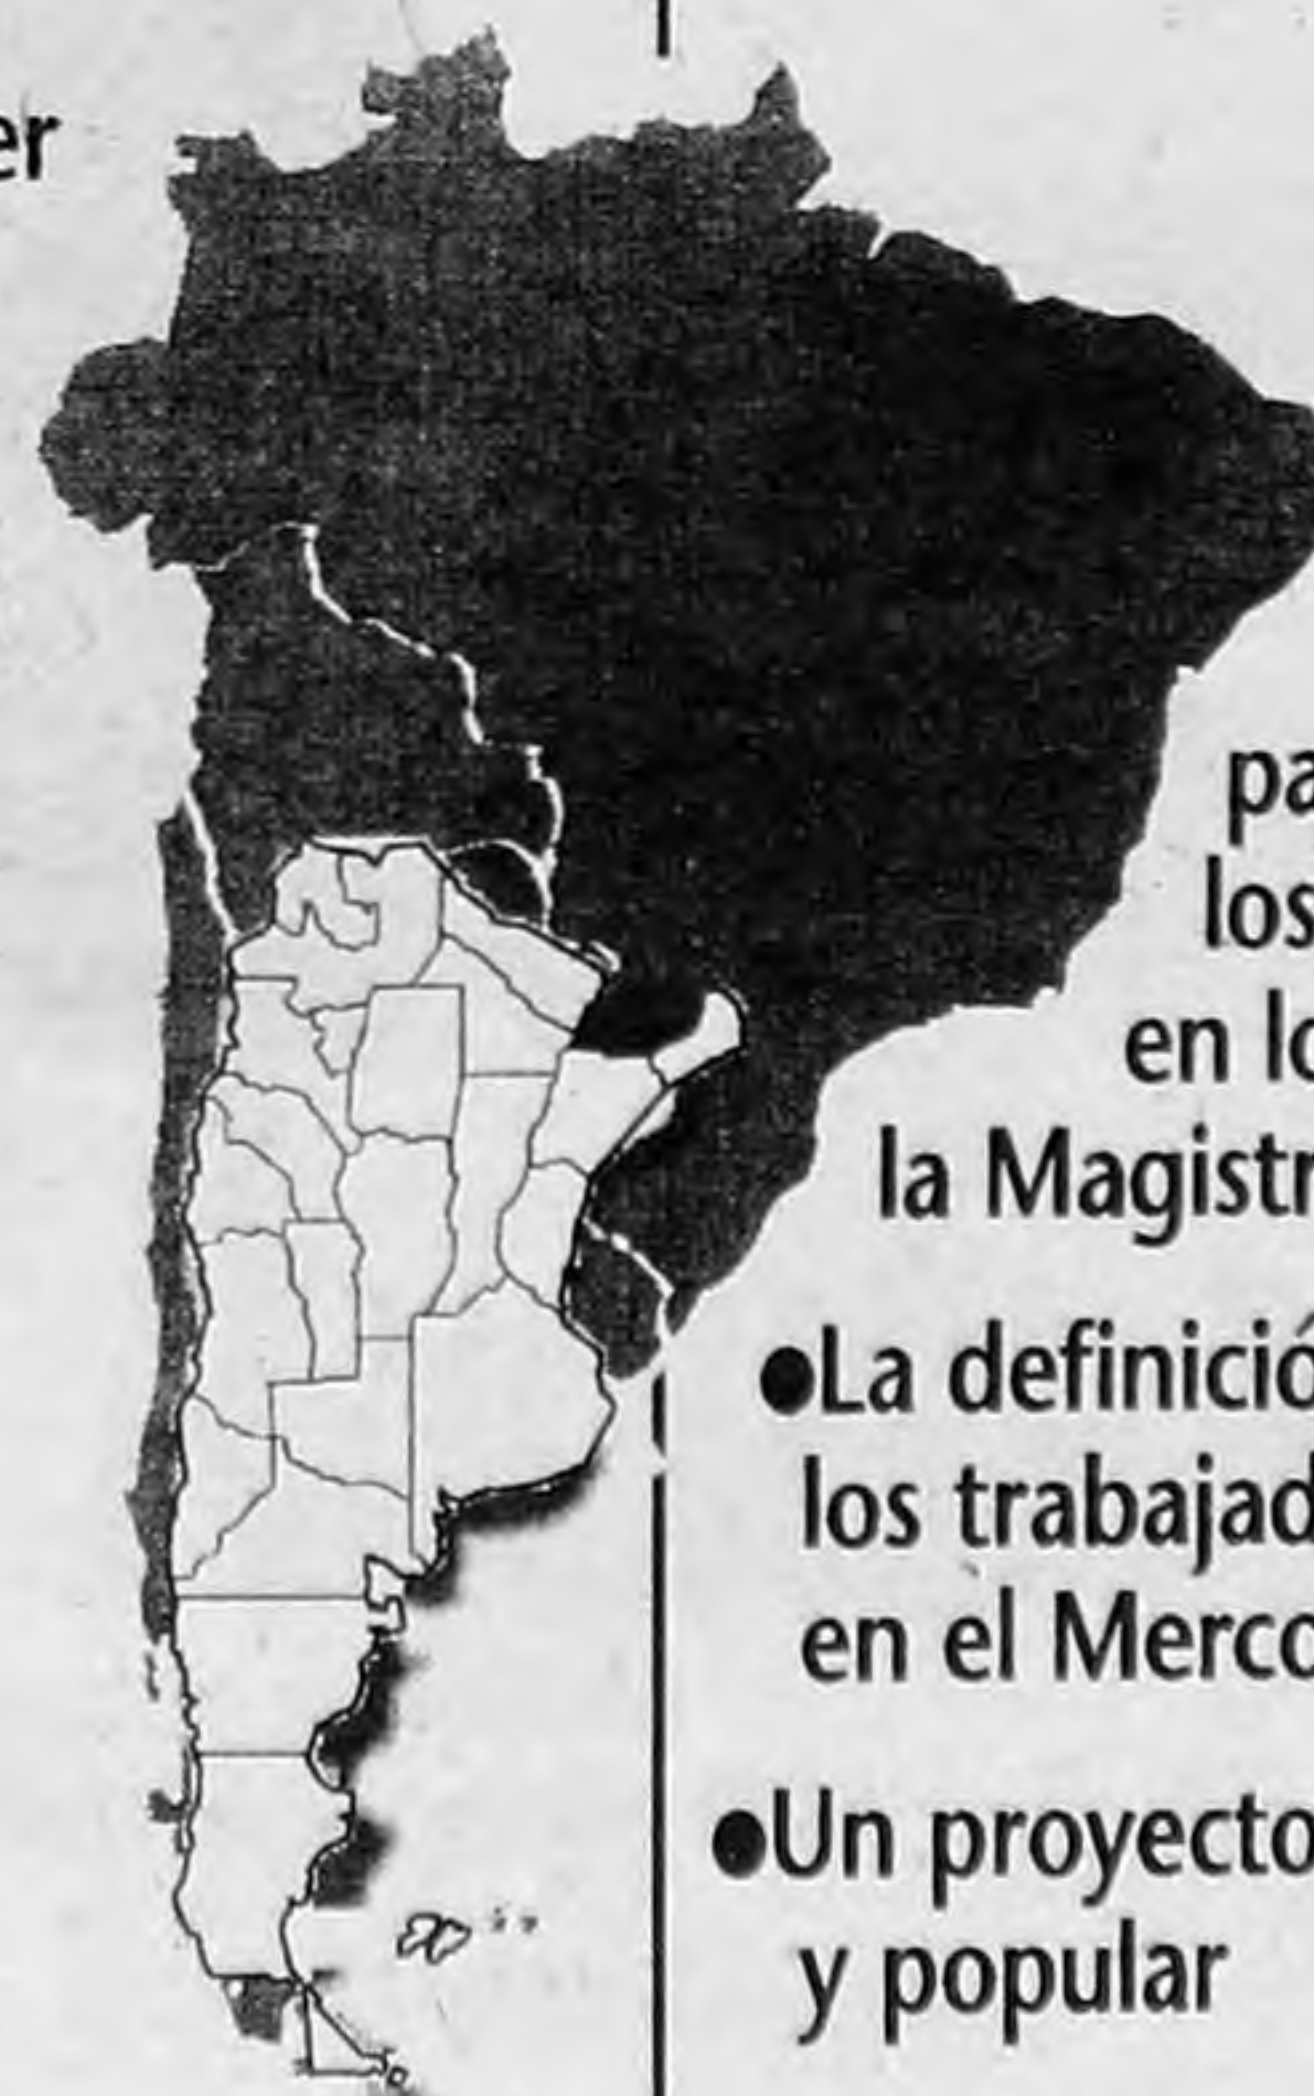 er
pa
los
en lo
la Magistr
●La definició
los trabajad
en el Merco
●Un proyecto
y popular